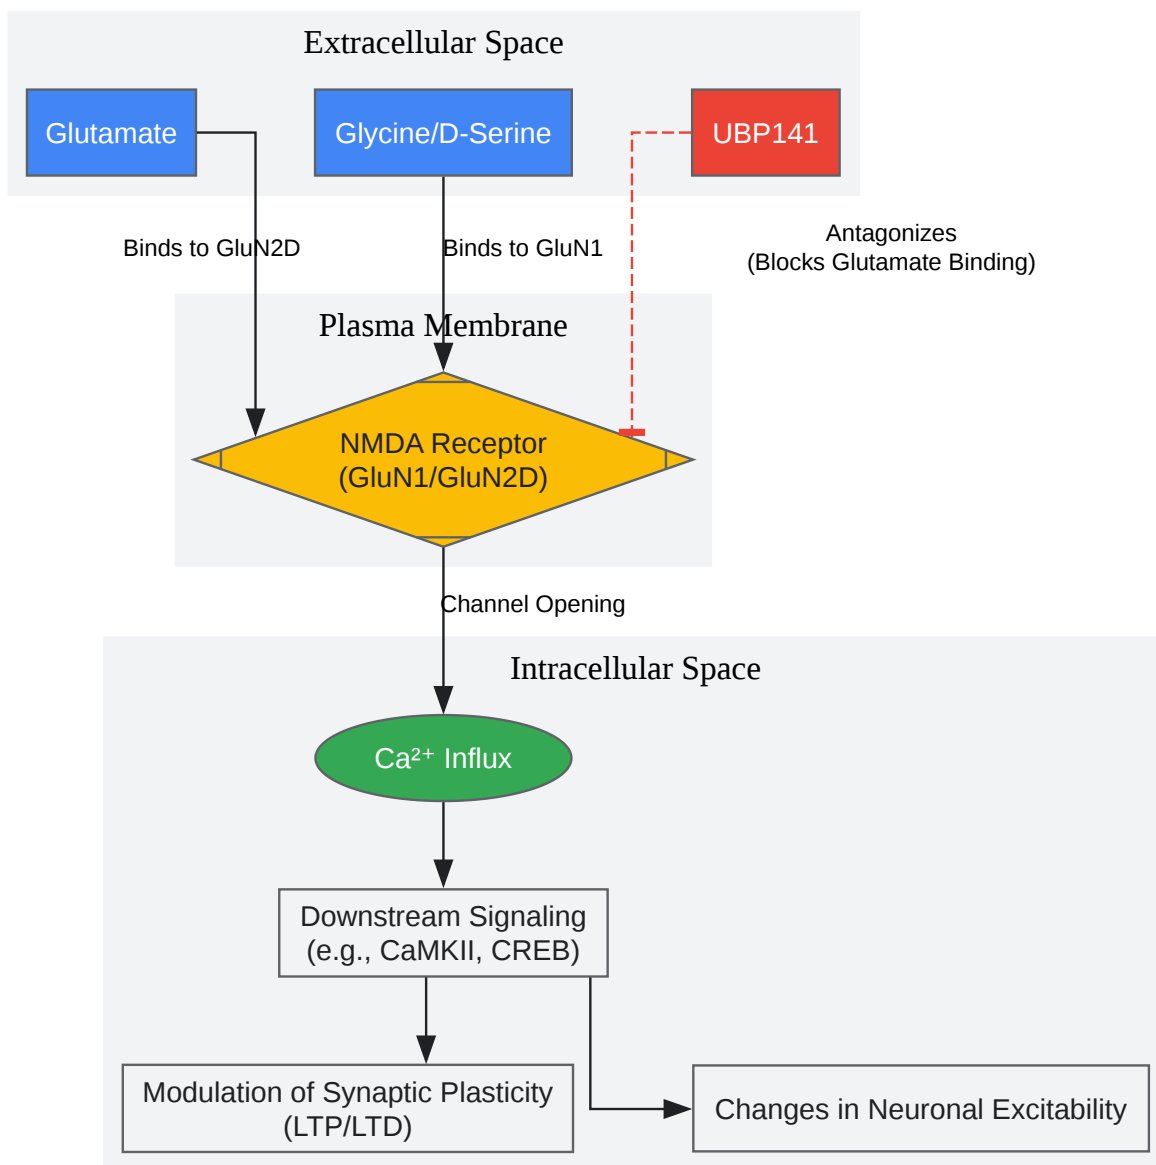 Extracellular Space
Glutamate
Glycine/D-Serine
UBP141
Binds to GluN2D
Binds to GluN1
Antagonizes
(Blocks Glutamate Binding)
Plasma Membrane
NMDA Receptor
(GluN1/GluN2D)
Channel Opening
Intracellular Space
Ca²⁺ Influx
Downstream Signaling
(e.g., CaMKII, CREB)
Modulation of Synaptic Plasticity
(LTP/LTD)
Changes in Neuronal Excitability